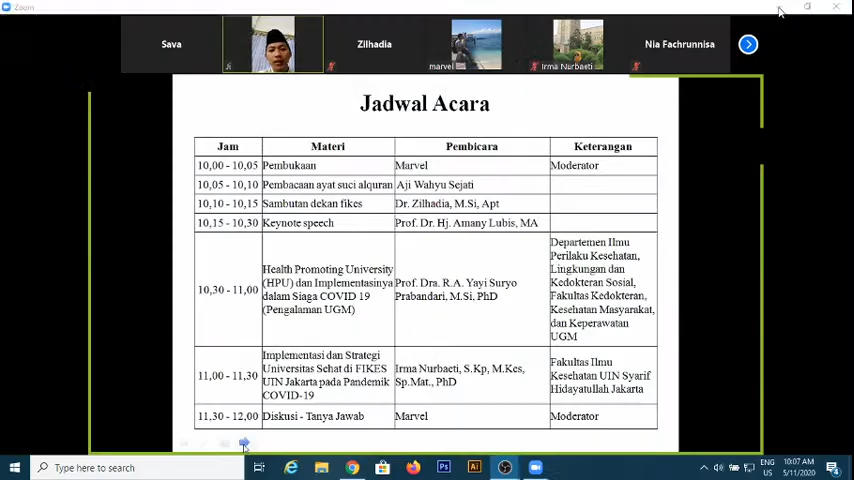 Zoom
Sava
Ji
Zilhadia
marvel
Irma Nurbaeti
Nia Fachrunnisa
Jadwal Acara
Jam Materi Pembicara Keterangan
10,00 - 10,05 Pembukaan Marvel Moderator
10,05 - 10,10 Pembacaan ayat suci alquran Aji Wahyu Sejati
10,10 - 10,15 Sambutan dekan fikes Dr. Zilhadia, M.Si, Apt
10,15 - 10,30 Keynote speech Prof. Dr. Hj. Amany Lubis, MA
10,30 - 11,00
Health Promoting University
(HPU) dan Implementasinya
dalam Siaga COVID 19
(Pengalaman UGM)
Prof. Dra. R.A. Yayi Suryo
Prabandari, M.Si, PhD
Departemen Ilmu
Perilaku Kesehatan,
Lingkungan dan
Kedokteran Sosial,
Fakultas Kedokteran,
Kesehatan Masyarakat,
dan Keperawatan
UGM
11,00 - 11,30
Implementasi dan Strategi
Universitas Sehat di FIKES
UIN Jakarta pada Pandemik
COVID-19
Irma Nurbaeti, S.Kp, M.Kes,
Sp.Mat., PhD
Fakultas Ilmu
Kesehatan UIN Syarif
Hidayatullah Jakarta
11,30 - 12,00 Diskusi - Tanya Jawab Marvel Moderator
Type here to search
Ps
Ai
ENG
US
10:07 AM
5/11/2020
4